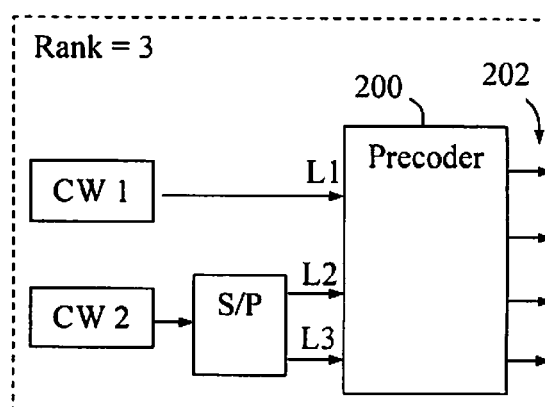 Rank = 3
200
202
Precoder
CW 1
L1
CW 2
S/P
L2
L3